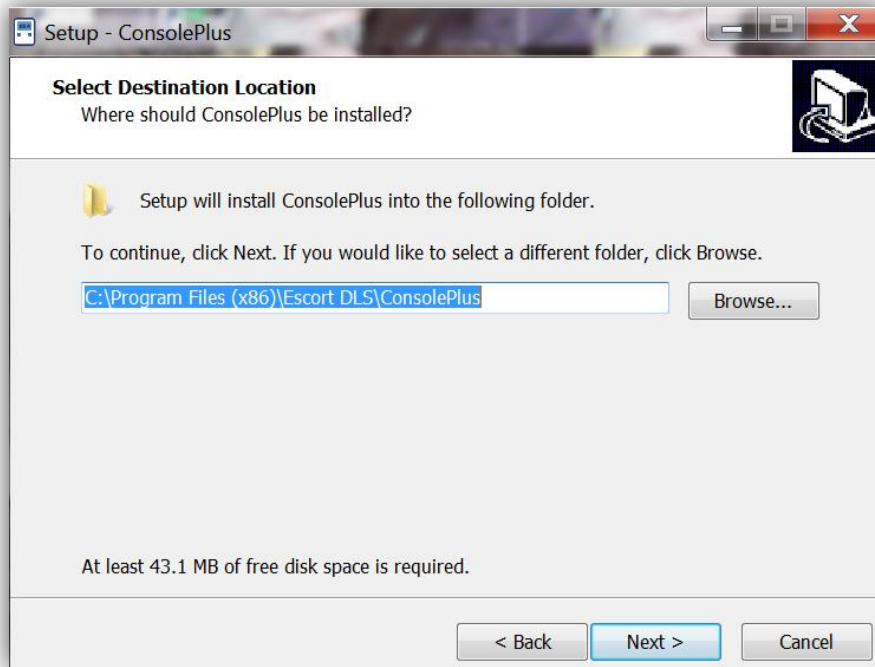 Setup - ConsolePlus
Select Destination Location
Where should ConsolePlus be installed?
Setup will install ConsolePlus into the following folder.
To continue, click Next. If you would like to select a different folder, click Browse.
C:\Program Files (x86)\Escort DLS\ConsolePlus
Browse...
At least 43.1 MB of free disk space is required.
< Back
Next >
Cancel